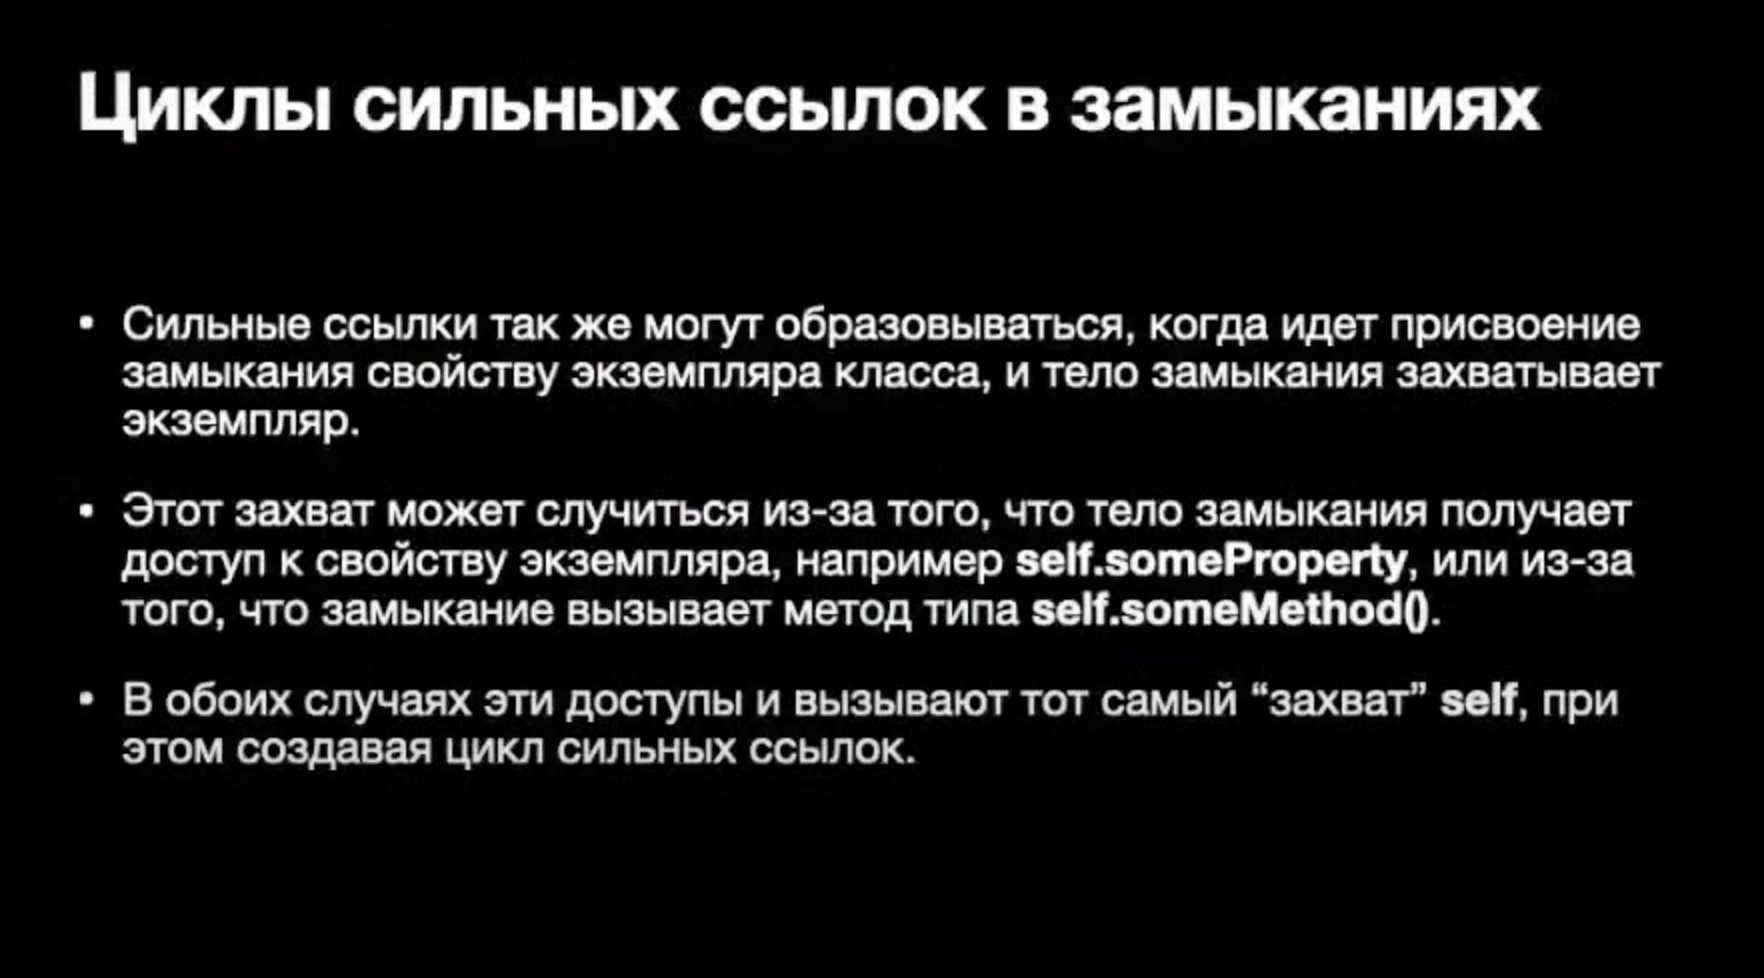 Циклы сильных ссылок в замыканиях
• Сильные ссылки так же могут образовываться, когда идет присвоение
замыкания свойству экземпляра класса, и тело замыкания захватывает
экземпляр.
• Этот захват может случиться из-за того, что тело замыкания получает
доступ к свойству экземпляра, например self.someProperty, или из-за
того, что замыкание вызывает метод типа self.someMethod().
• В обоих случаях эти доступы и вызывают тот самый “захват” self, при
этом создавая цикл сильных ссылок.